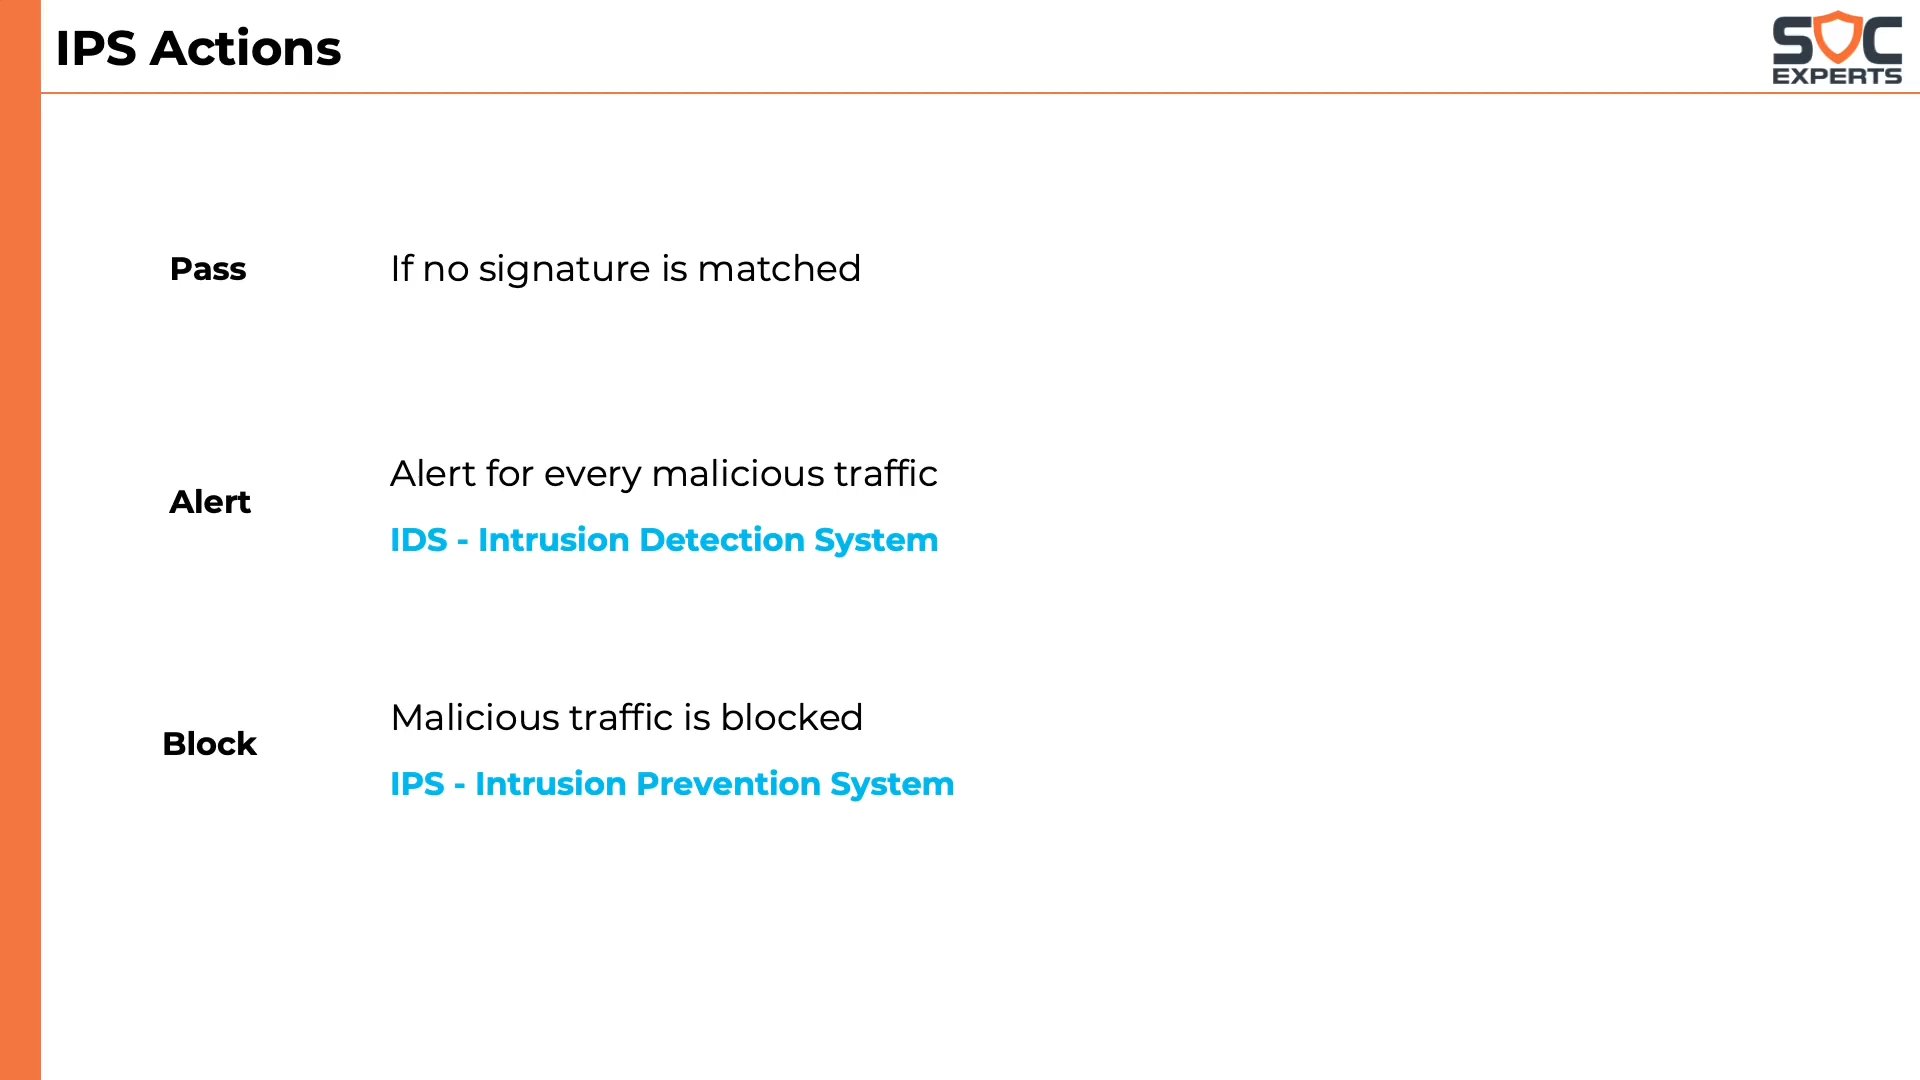 IPS Actions
SOC
EXPERTS
Pass
If no signature is matched
Alert
Alert for every malicious traffic
IDS - Intrusion Detection System
Block
Malicious traffic is blocked
IPS - Intrusion Prevention System